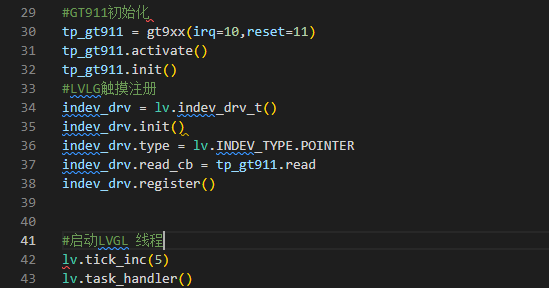 29 #GT911初始化
30 tp_gt911 = gt9xx(irq=10,reset=11)
31 tp_gt911.activate()
32 tp_gt911.init()
33 #LVLG触摸注册
34 indev_drv = lv.indev_drv_t()
35 indev_drv.init()
36 indev_drv.type = lv.INDEV_TYPE.POINTER
37 indev_drv.read_cb = tp_gt911.read
38 indev_drv.register()
39
40
41 #启动LVGL 线程
42 lv.tick_inc(5)
43 lv.task_handler()